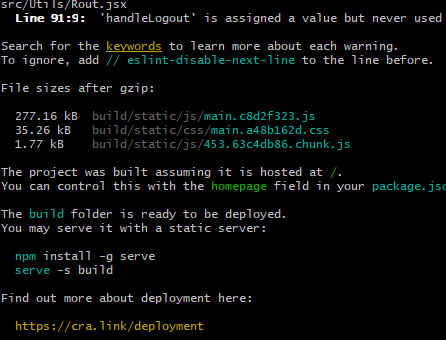 src/Utils/Rout.jsx
Line 91:9: 'handleLogout' is assigned a value but never used
Search for the keywords to learn more about each warning.
To ignore, add // eslint-disable-next-line to the line before.
File sizes after gzip:
277.16 kB build/static/js/main.c8d2f323.js
35.26 kB build/static/css/main.a48b162d.css
1.77 kB build/static/js/453.63c4db86.chunk.js
The project was built assuming it is hosted at /.
You can control this with the homepage field in your package.jso
The build folder is ready to be deployed.
You may serve it with a static server:
npm install -g serve
serve -s build
Find out more about deployment here:
https://cra.link/deployment